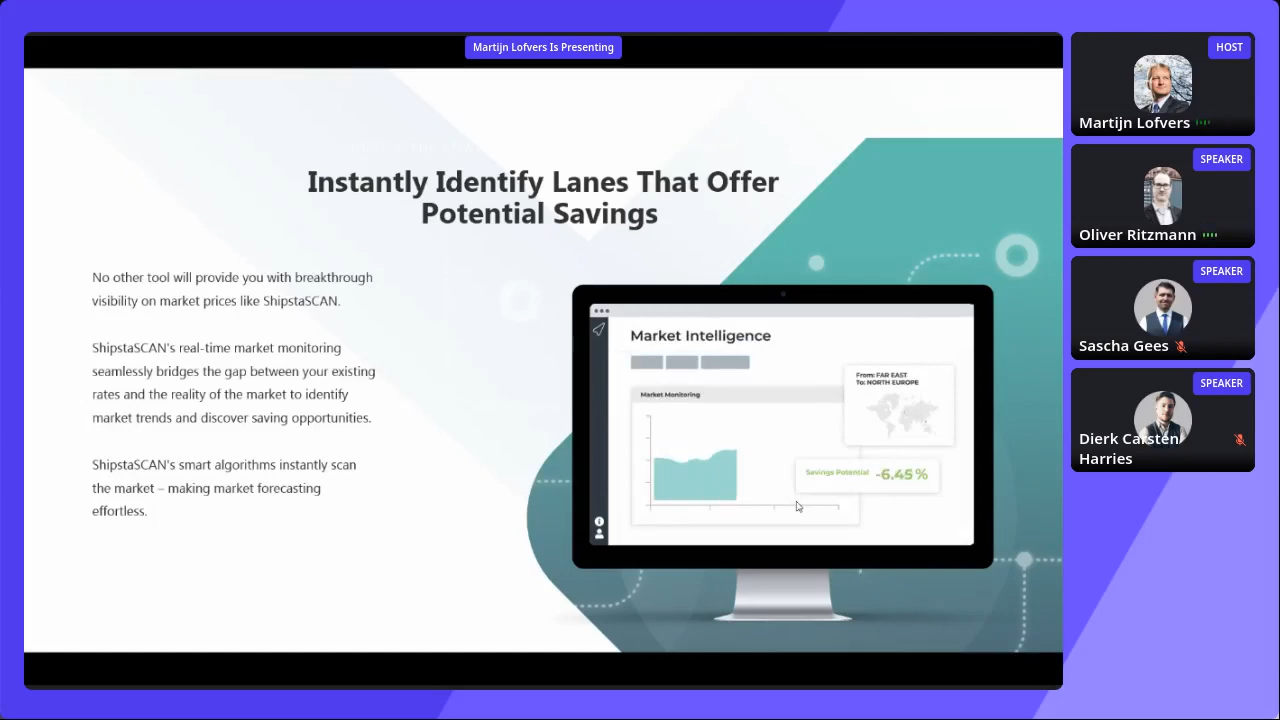 Martijn Lofvers Is Presenting
Instantly Identify Lanes That Offer
Potential Savings
No other tool will provide you with breakthrough
visibility on market prices like ShipstaSCAN.
ShipstaSCAN's real-time market monitoring
seamlessly bridges the gap between your existing
rates and the reality of the market to identify
market trends and discover saving opportunities.
ShipstaSCAN's smart algorithms instantly scan
the market – making market forecasting
effortless.
Market Intelligence
Market Monitoring
From: FAR EAST
To: NORTH EUROPE
Savings Potential -6.45 %
HOST
Martijn Lofvers
SPEAKER
Oliver Ritzmann
SPEAKER
Sascha Gees
SPEAKER
Dierk Carsten
Harries